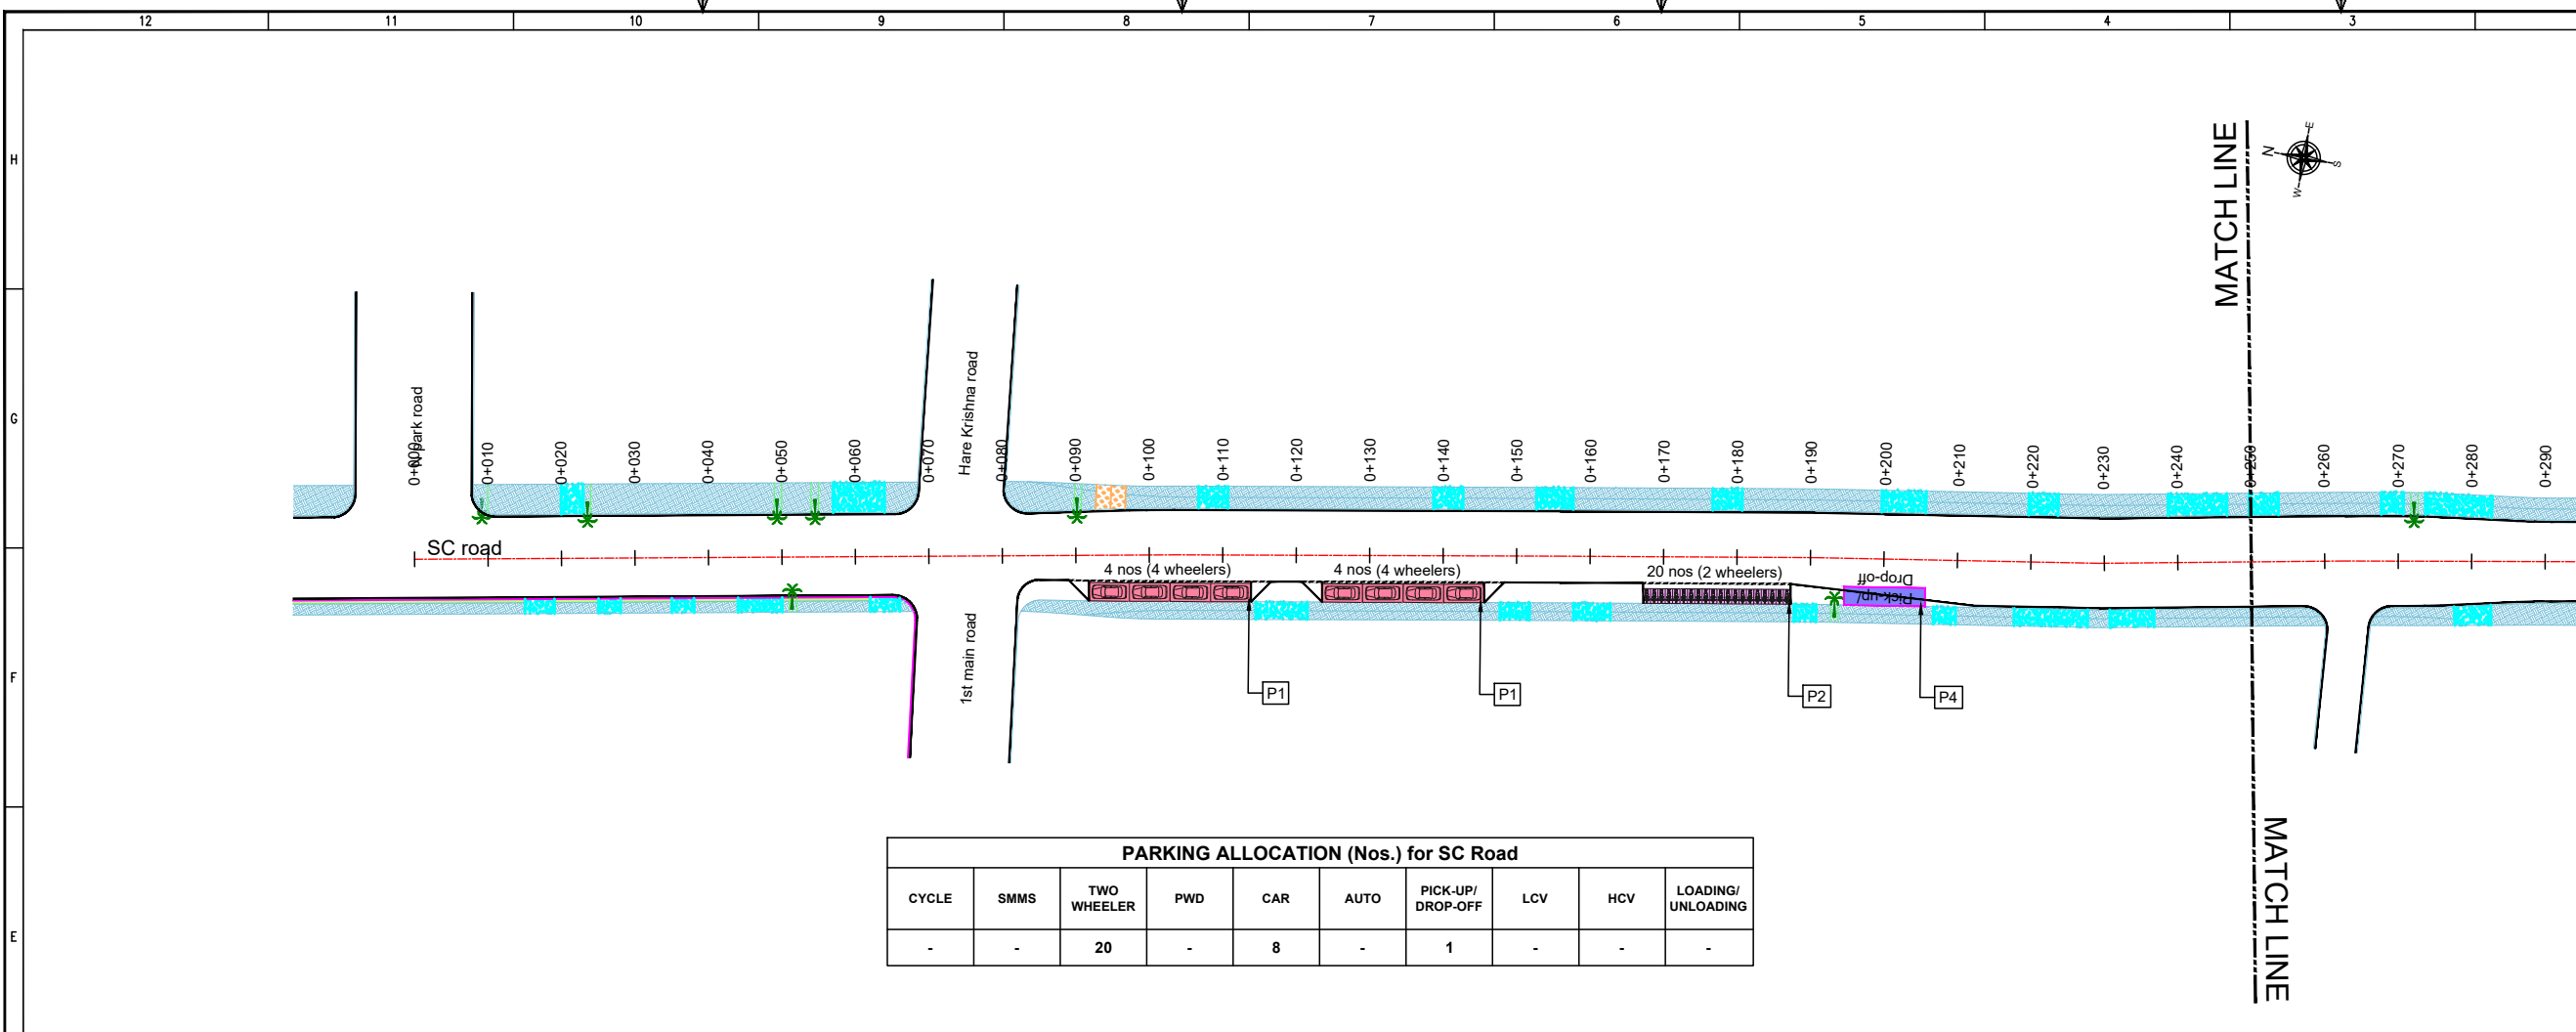 12 11 10 9 8 7 6 5 4 3
H
G
F
E
MATCH LINE
N
E
S
W
N park road
Hare Krishna road
0+000 0+010 0+020 0+030 0+040 0+050 0+060 0+070 0+080 0+090 0+100 0+110 0+120 0+130 0+140 0+150 0+160 0+170 0+180 0+190 0+200 0+210 0+220 0+230 0+240 0+250 0+260 0+270 0+280 0+290
SC road
4 nos (4 wheelers)
4 nos (4 wheelers)
20 nos (2 wheelers)
Pick-up/
Drop-off
1st main road
P1
P1
P2
P4
MATCH LINE
PARKING ALLOCATION (Nos.) for SC Road
CYCLE SMMS TWO WHEELER PWD CAR AUTO PICK-UP/ DROP-OFF LCV HCV LOADING/ UNLOADING
- - 20 - 8 - 1 - - -